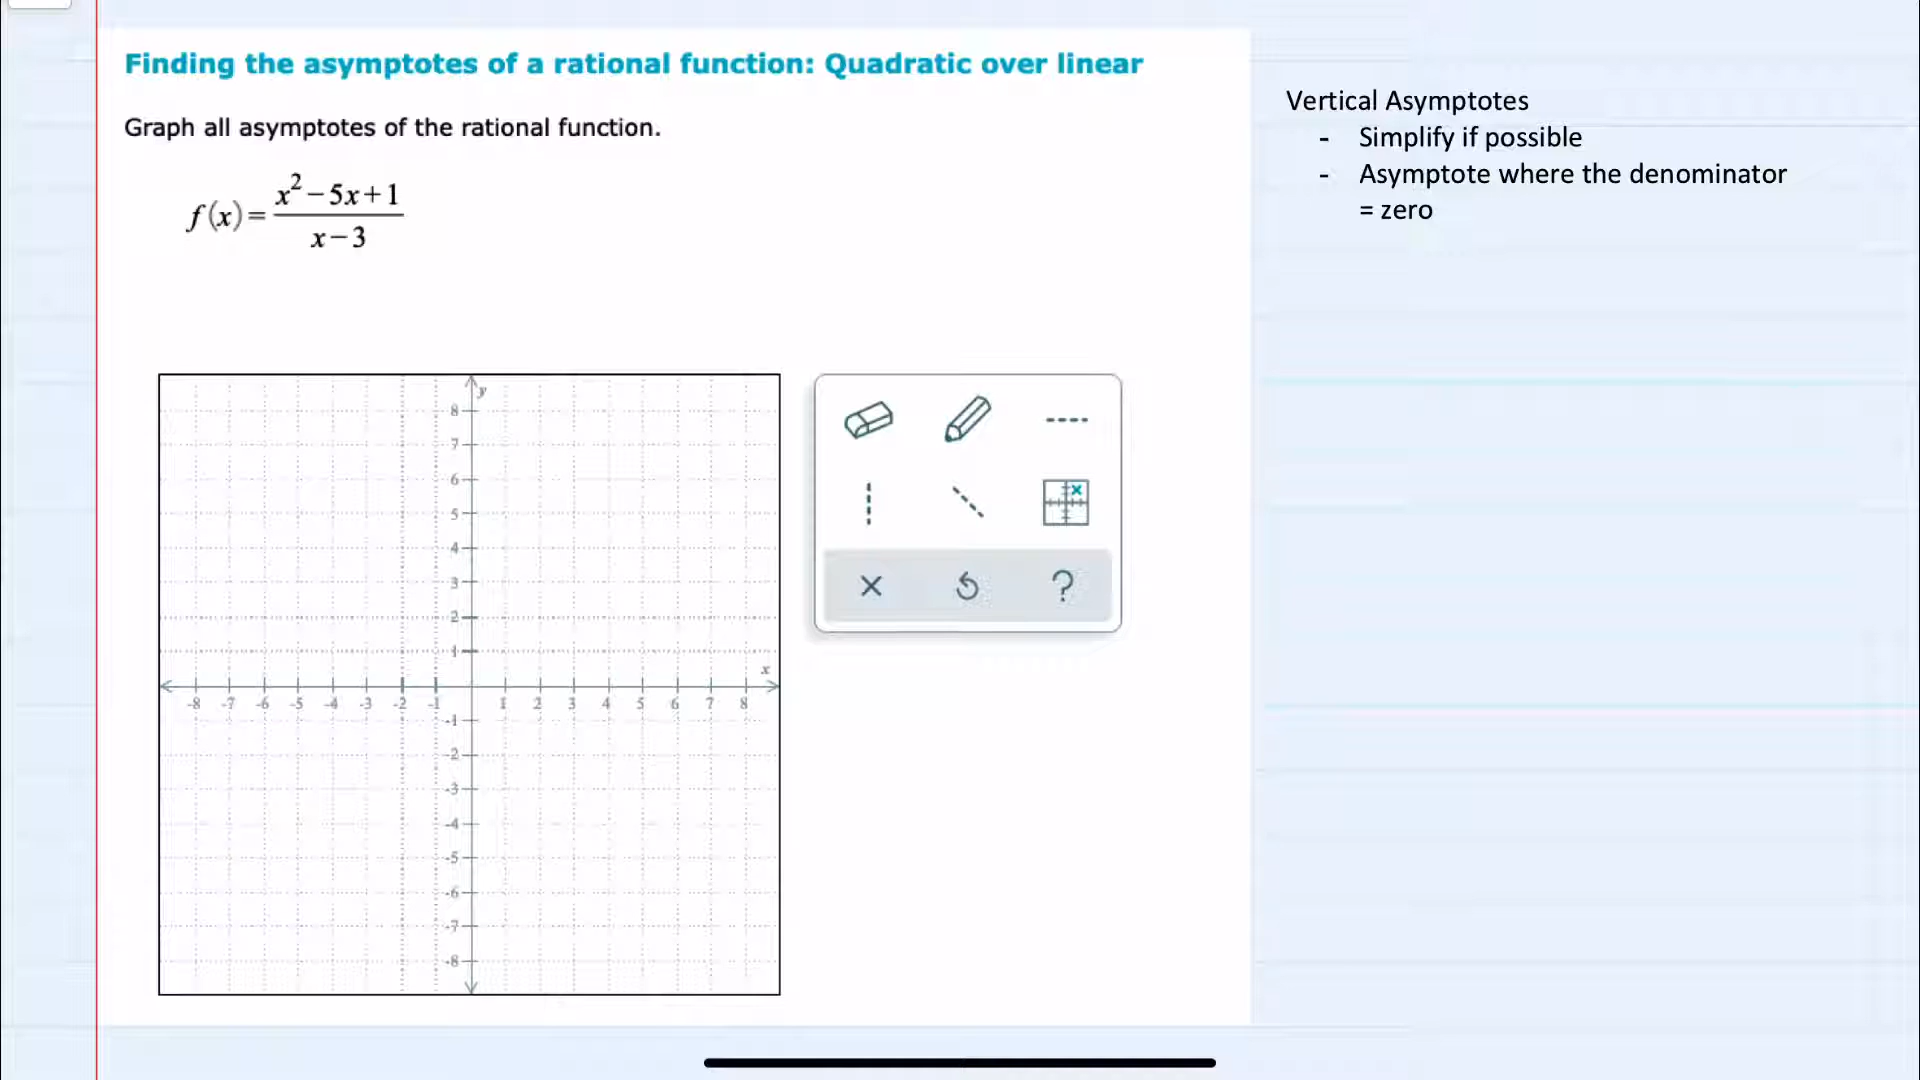 Finding the asymptotes of a rational function: Quadratic over linear
Graph all asymptotes of the rational function.
f(x)= x²−5x+1
x−3
Vertical Asymptotes
- Simplify if possible
- Asymptote where the denominator
= zero
y
8
7
6
5
4
3
2
1
x
-8 -7 -6 -5 -4 -3 -2 -1 1 2 3 4 5 6 7 8
-1
-2
-3
-4
-5
-6
-7
-8
x
× ?